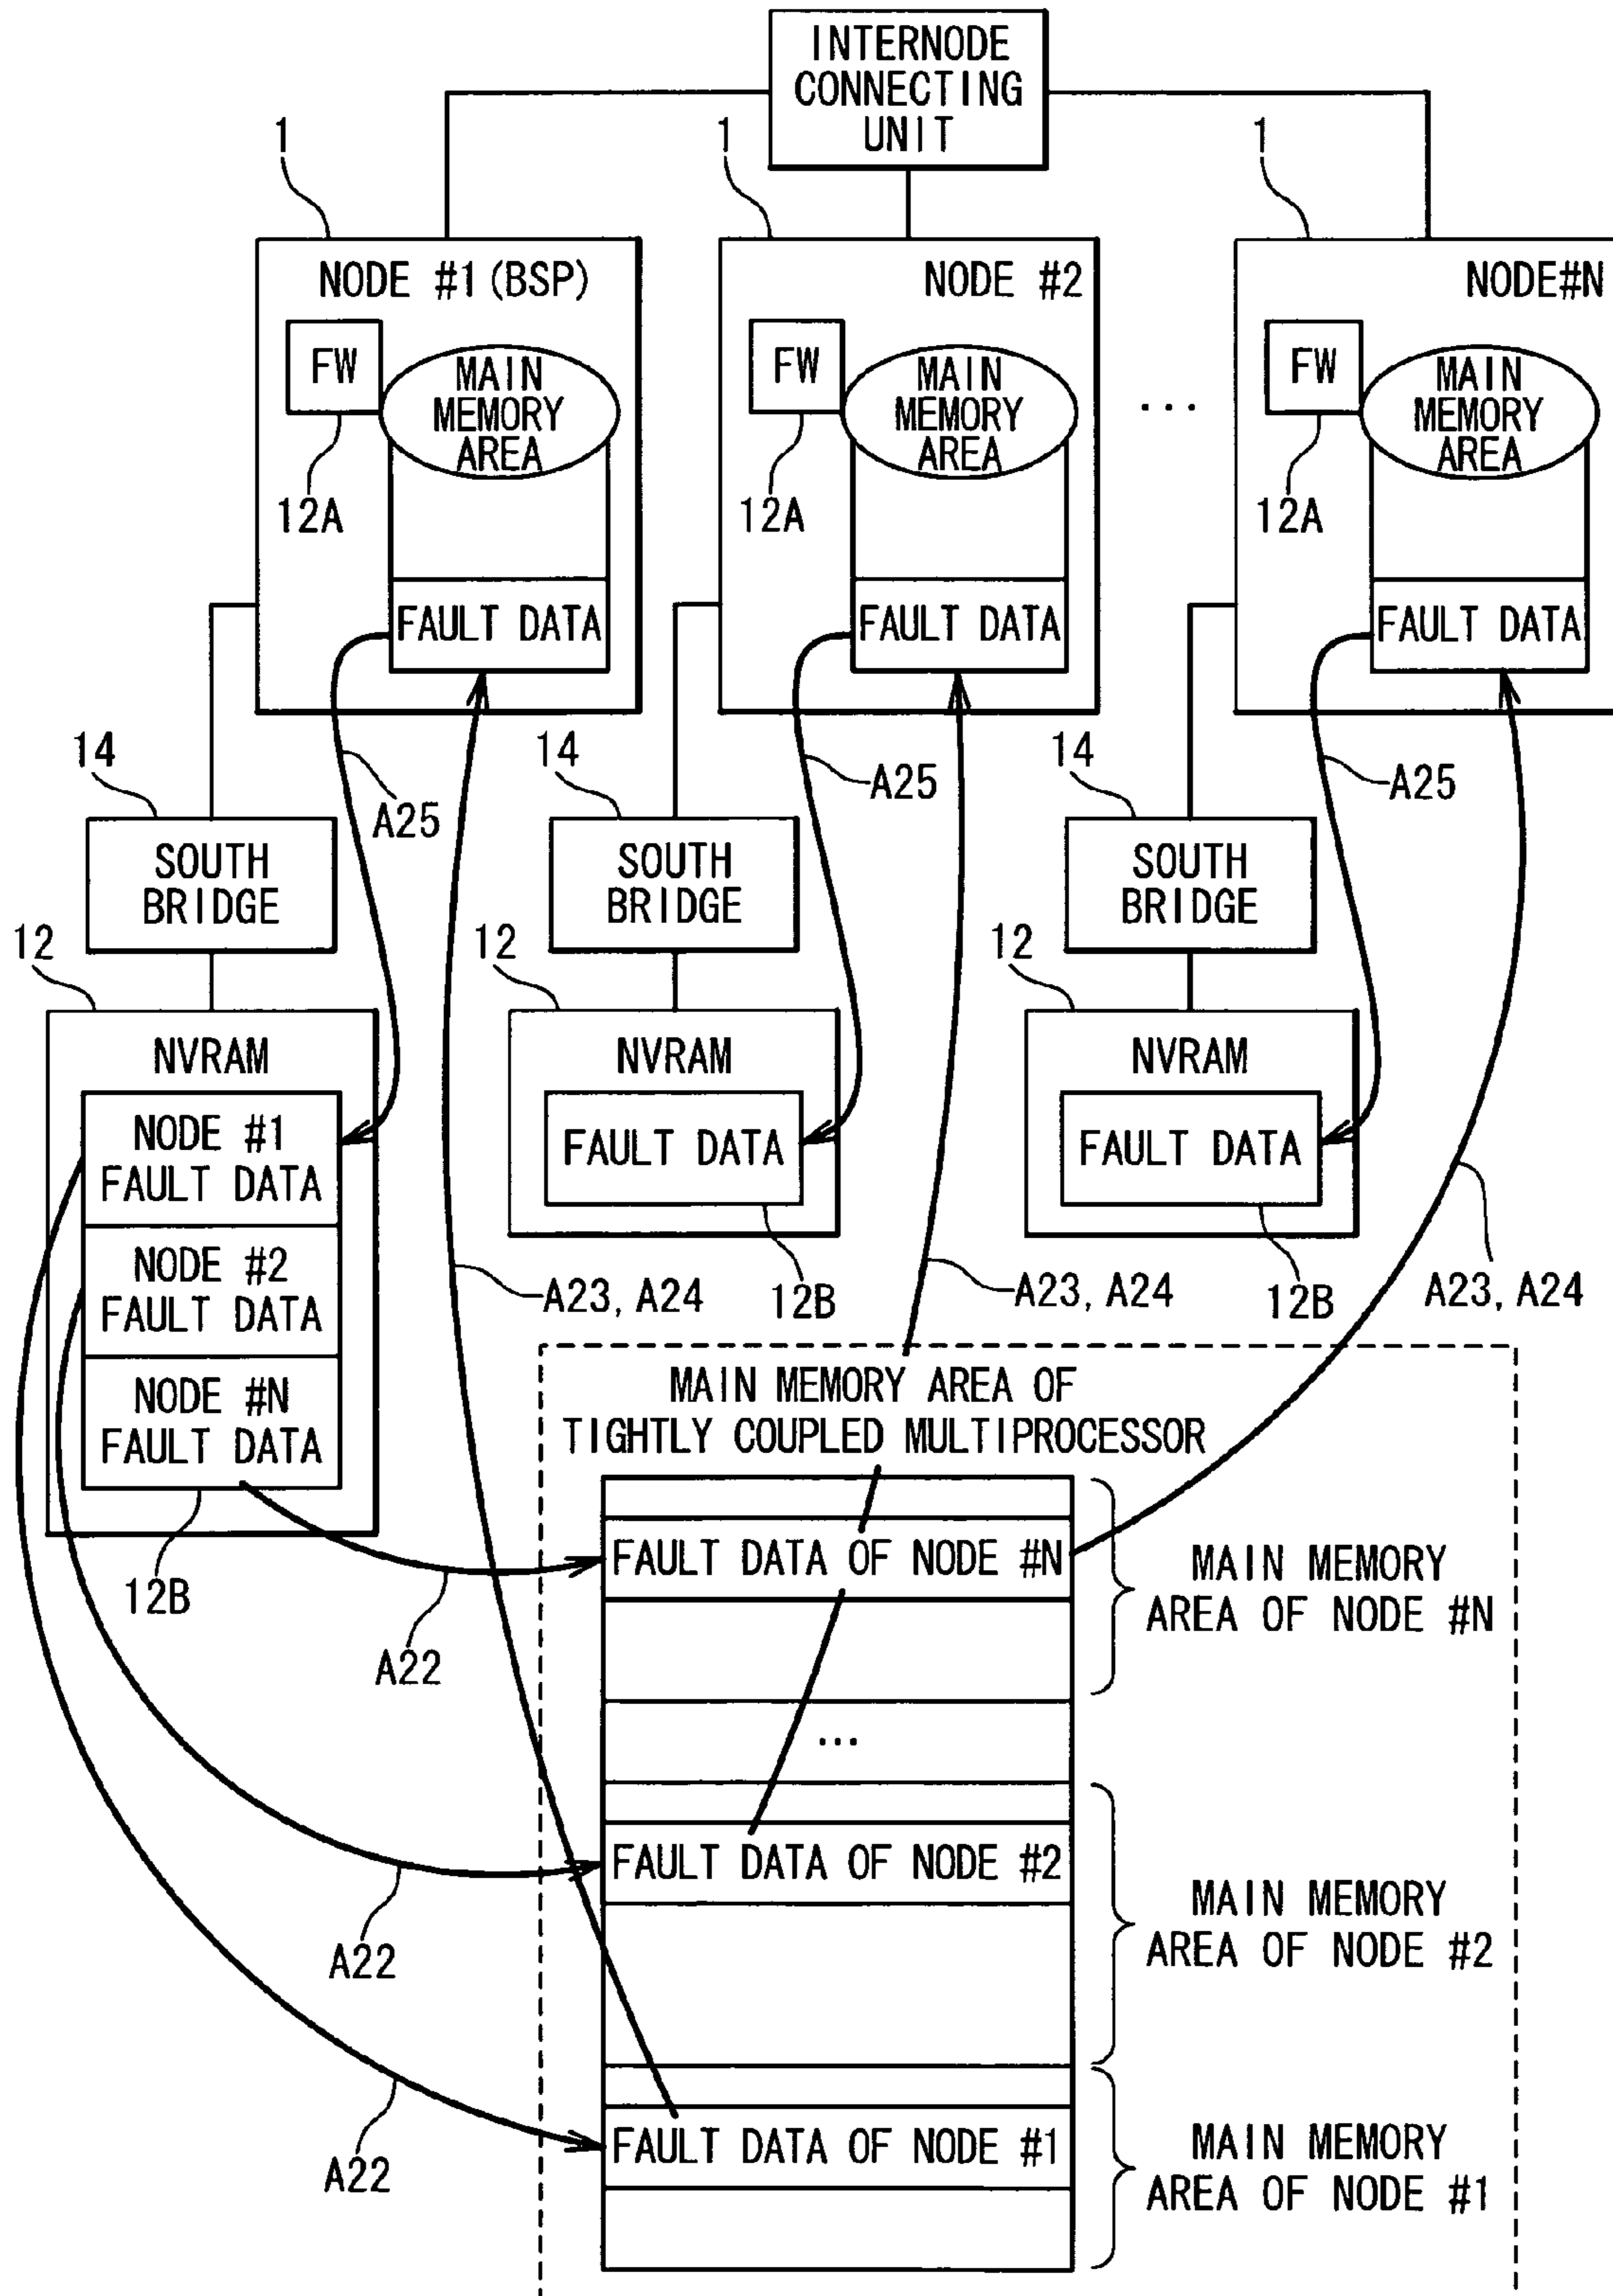 INTERNODE
CONNECTING
UNIT
1
1
1
NODE #1(BSP)
NODE #2
NODE#N
FW
MAIN
MEMORY
AREA
FW
MAIN
MEMORY
AREA
...
FW
MAIN
MEMORY
AREA
12A
12A
12A
FAULT DATA
FAULT DATA
FAULT DATA
14
A25
14
A25
14
A25
SOUTH
BRIDGE
SOUTH
BRIDGE
SOUTH
BRIDGE
12
12
12
NVRAM
NVRAM
NVRAM
NODE #1
FAULT DATA
FAULT DATA
FAULT DATA
NODE #2
FAULT DATA
A23, A24
12B
A23, A24
12B
A23, A24
NODE #N
FAULT DATA
12B
MAIN MEMORY AREA OF
TIGHTLY COUPLED MULTIPROCESSOR
FAULT DATA OF NODE #N
MAIN MEMORY
AREA OF NODE #N
A22
...
FAULT DATA OF NODE #2
MAIN MEMORY
AREA OF NODE #2
A22
FAULT DATA OF NODE #1
MAIN MEMORY
AREA OF NODE #1
A22